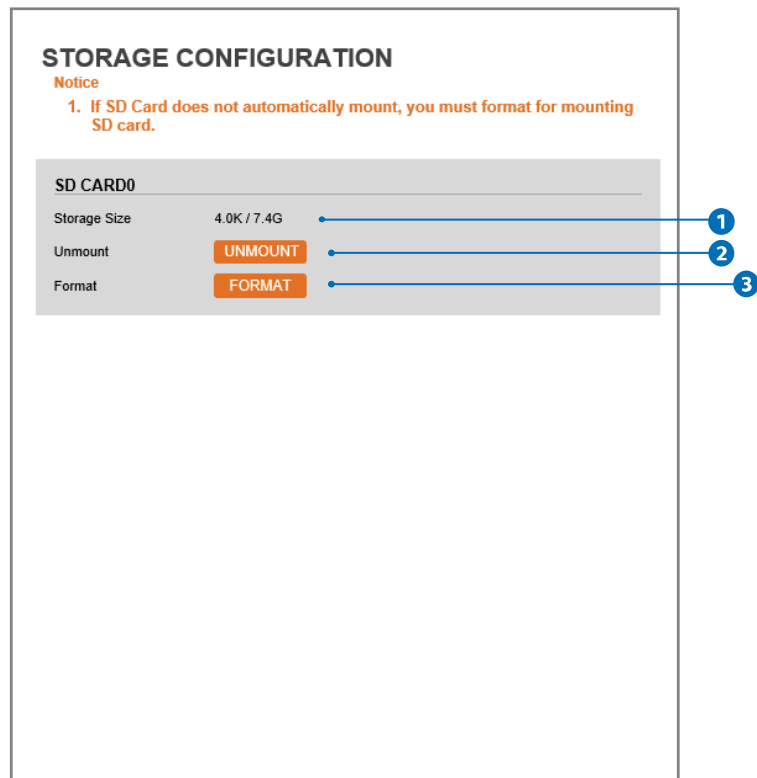 STORAGE CONFIGURATION
Notice
1. If SD Card does not automatically mount, you must format for mounting
SD card.
SD CARD0
Storage Size 4.0K / 7.4G 1
Unmount UNMOUNT 2
Format FORMAT 3